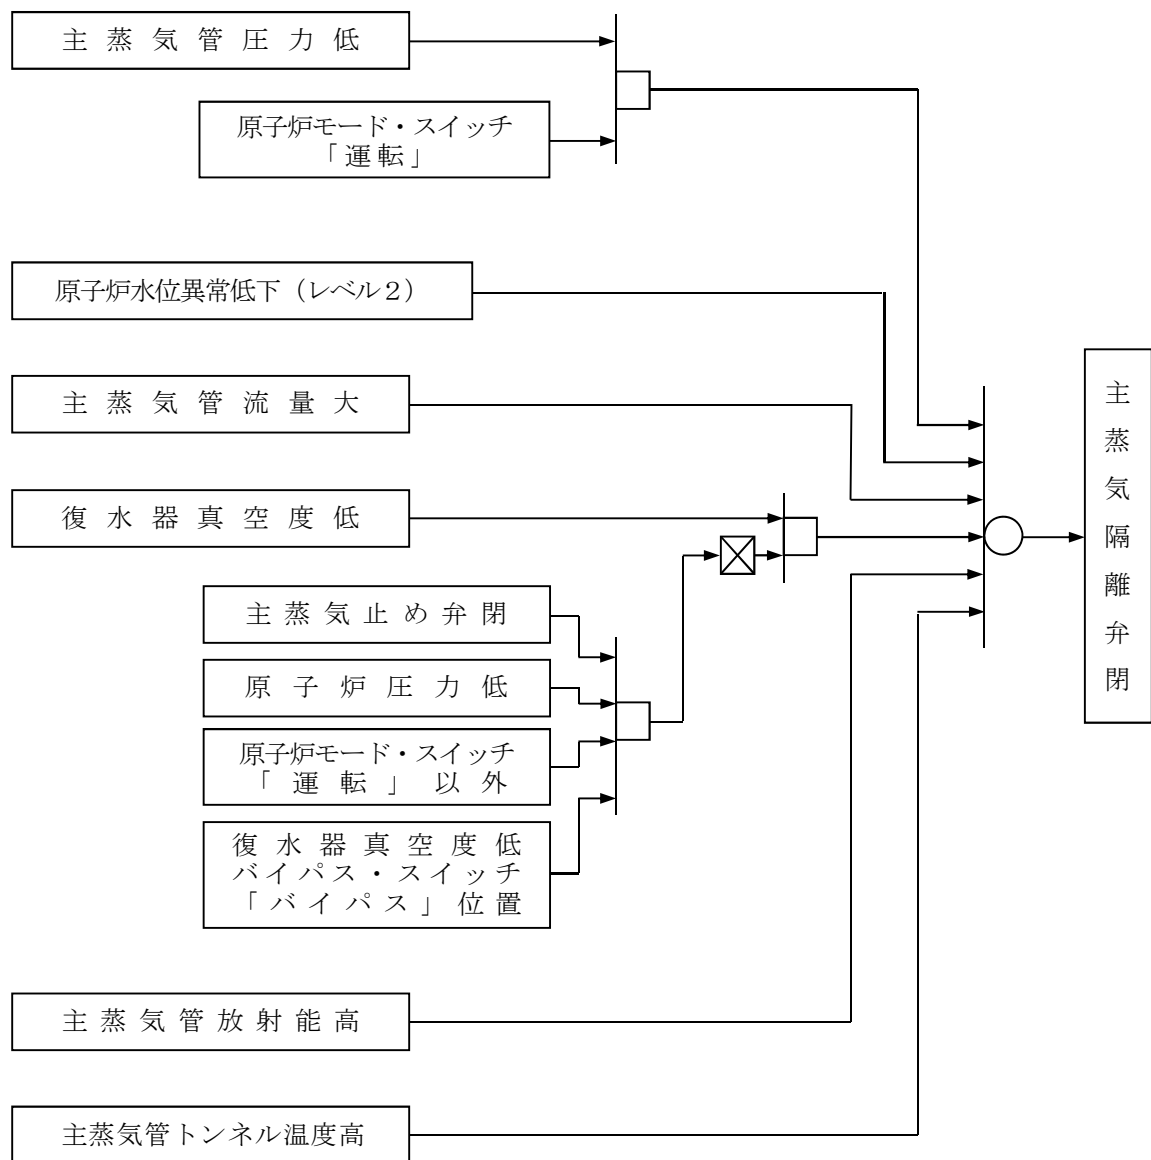 主蒸気管圧力低
原子炉モード・スイッチ
「運転」
原子炉水位異常低下（レベル２）
主蒸気管流量大
復水器真空度低
主蒸気止め弁閉
原子炉圧力低
原子炉モード・スイッチ
「運転」以外
復水器真空度低
バイパス・スイッチ
「バイパス」位置
主蒸気管放射能高
主蒸気管トンネル温度高
主蒸気隔離弁閉